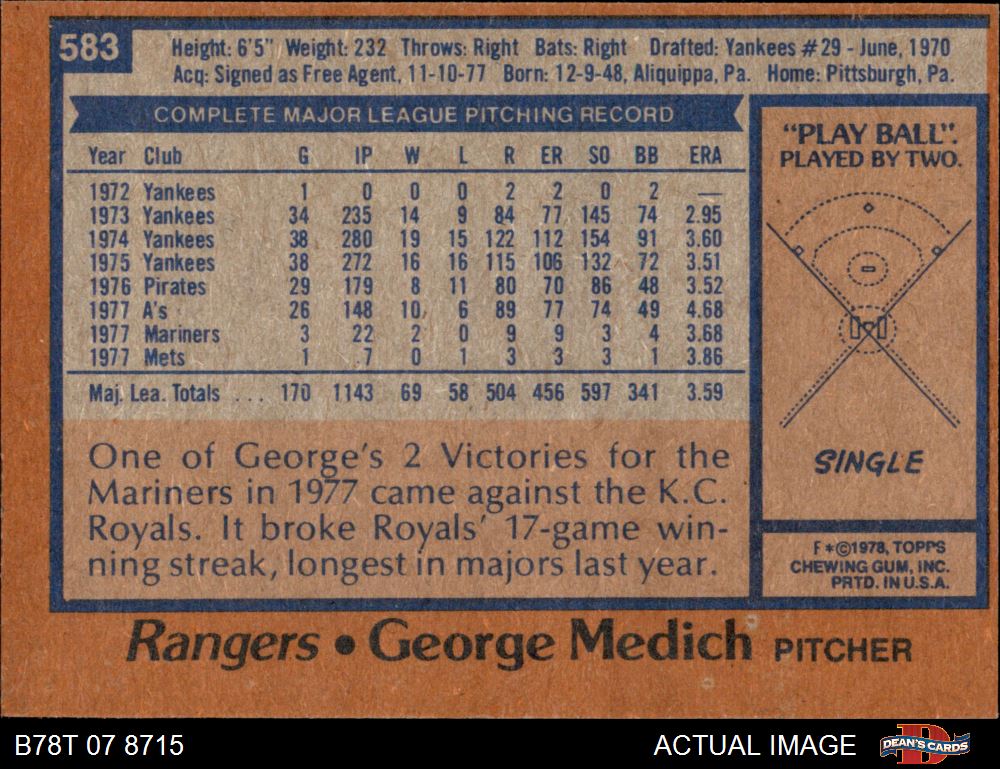 583
Height: 6'5" Weight: 232 Throws: Right Bats: Right Drafted: Yankees #29 - June, 1970
Acq: Signed as Free Agent, 11-10-77 Born: 12-9-48, Aliquippa, Pa. Home: Pittsburgh, Pa.
COMPLETE MAJOR LEAGUE PITCHING RECORD
Year Club G IP W L R ER SO BB ERA
1972 Yankees 1 0 0 0 2 2 0 2 —
1973 Yankees 34 235 14 9 84 77 145 74 2.95
1974 Yankees 38 280 19 15 122 112 154 91 3.60
1975 Yankees 38 272 16 16 115 106 132 72 3.51
1976 Pirates 29 179 8 11 80 70 86 48 3.52
1977 A's 26 148 10 6 89 77 74 49 4.68
1977 Mariners 3 22 2 0 9 9 3 4 3.68
1977 Mets 1 7 0 1 3 3 3 1 3.86
Maj. Lea. Totals ... 170 1143 69 58 504 456 597 341 3.59
One of George's 2 Victories for the
Mariners in 1977 came against the K.C.
Royals. It broke Royals' 17-game win-
ning streak, longest in majors last year.
"PLAY BALL".
PLAYED BY TWO.
SINGLE
F*©1978, TOPPS
CHEWING GUM, INC.
PRTD. IN U.S.A.
Rangers • George Medich PITCHER
B78T 07 8715
ACTUAL IMAGE
DEAN'S CARDS